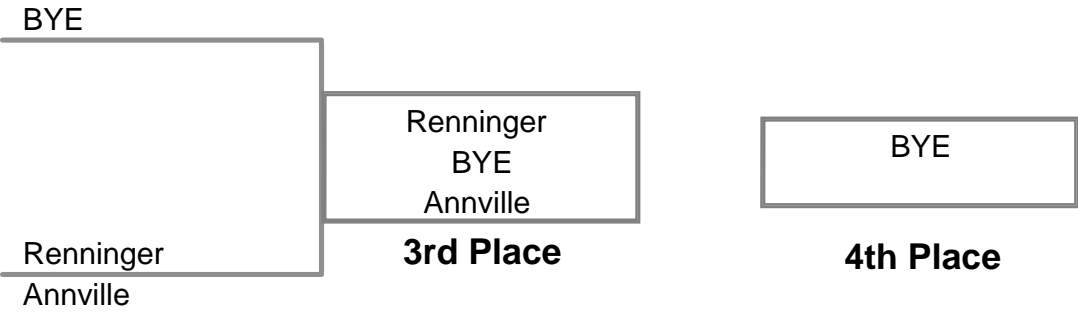 BYE
Renninger
BYE
Annville
3rd Place
BYE
4th Place
Renninger
Annville